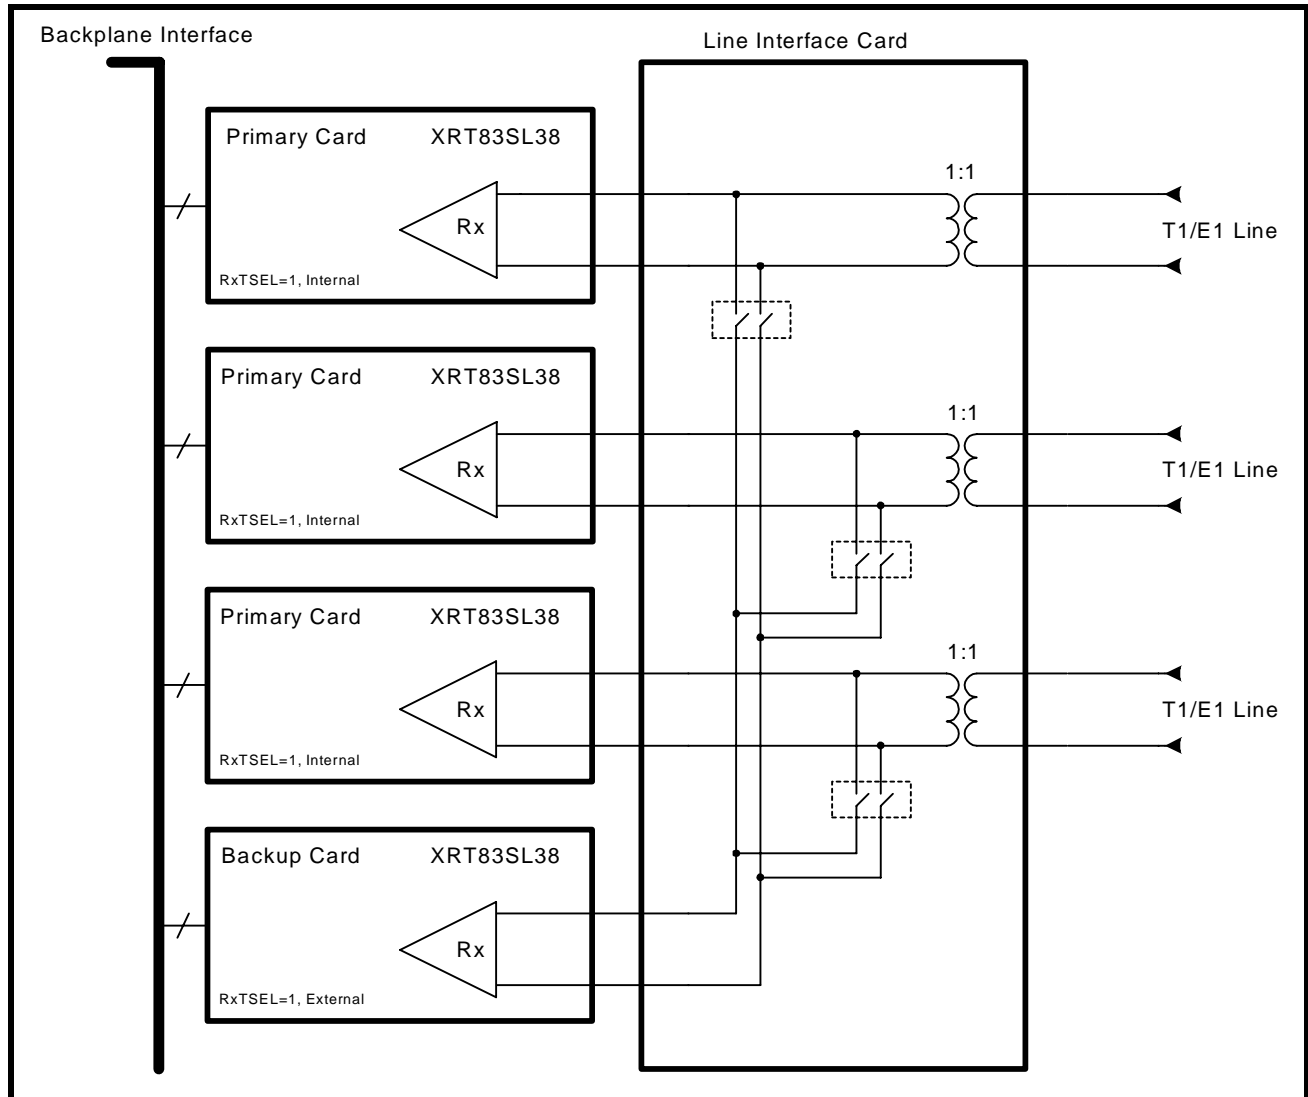 Backplane Interface
Line Interface Card
Primary Card XRT83SL38
Rx
RxTSEL=1, Internal
1:1
T1/E1 Line
Primary Card XRT83SL38
Rx
RxTSEL=1, Internal
1:1
T1/E1 Line
Primary Card XRT83SL38
Rx
RxTSEL=1, Internal
1:1
T1/E1 Line
Backup Card XRT83SL38
Rx
RxTSEL=1, External